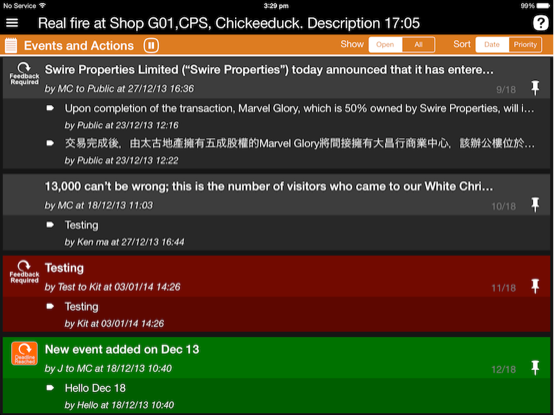 No Service
3:29 pm
99%
Real fire at Shop G01,CPS, Chickeeduck. Description 17:05
?
Events and Actions
Show Open All
Sort Date Priority
Feedback Required
Swire Properties Limited (“Swire Properties”) today announced that it has entere…
by MC to Public at 27/12/13 16:36
9/18
Upon completion of the transaction, Marvel Glory, which is 50% owned by Swire Properties, will i…
by Public at 23/12/13 12:16
交易完成後，由太古地產擁有五成股權的Marvel Glory將間接擁有大昌行商業中心，該辦公樓位於…
by Public at 23/12/13 12:22
13,000 can’t be wrong; this is the number of visitors who came to our White Chri…
by MC at 18/12/13 11:03
10/18
Testing
by Ken ma at 27/12/13 16:44
Feedback Required
Testing
by Test to Kit at 03/01/14 14:26
11/18
Testing
by Kit at 03/01/14 14:26
Deadline Reached
New event added on Dec 13
by J to MC at 18/12/13 10:40
12/18
Hello Dec 18
by Hello at 18/12/13 10:40